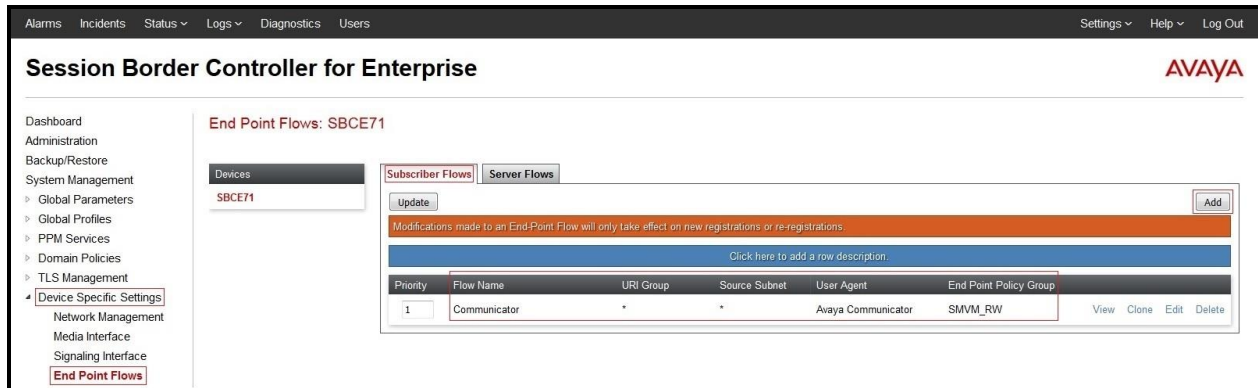 Alarms Incidents Status Logs Diagnostics Users Settings Help Log Out
Session Border Controller for Enterprise
AVAYA
Dashboard
Administration
Backup/Restore
System Management
Global Parameters
Global Profiles
PPM Services
Domain Policies
TLS Management
Device Specific Settings
Network Management
Media Interface
Signaling Interface
End Point Flows
End Point Flows: SBCE71
Devices
SBCE71
Subscriber Flows Server Flows
Update Add
Modifications made to an End-Point Flow will only take effect on new registrations or re-registrations.
Click here to add a row description.
Priority Flow Name URI Group Source Subnet User Agent End Point Policy Group
1 Communicator * * Avaya Communicator SMVM_RW View Clone Edit Delete